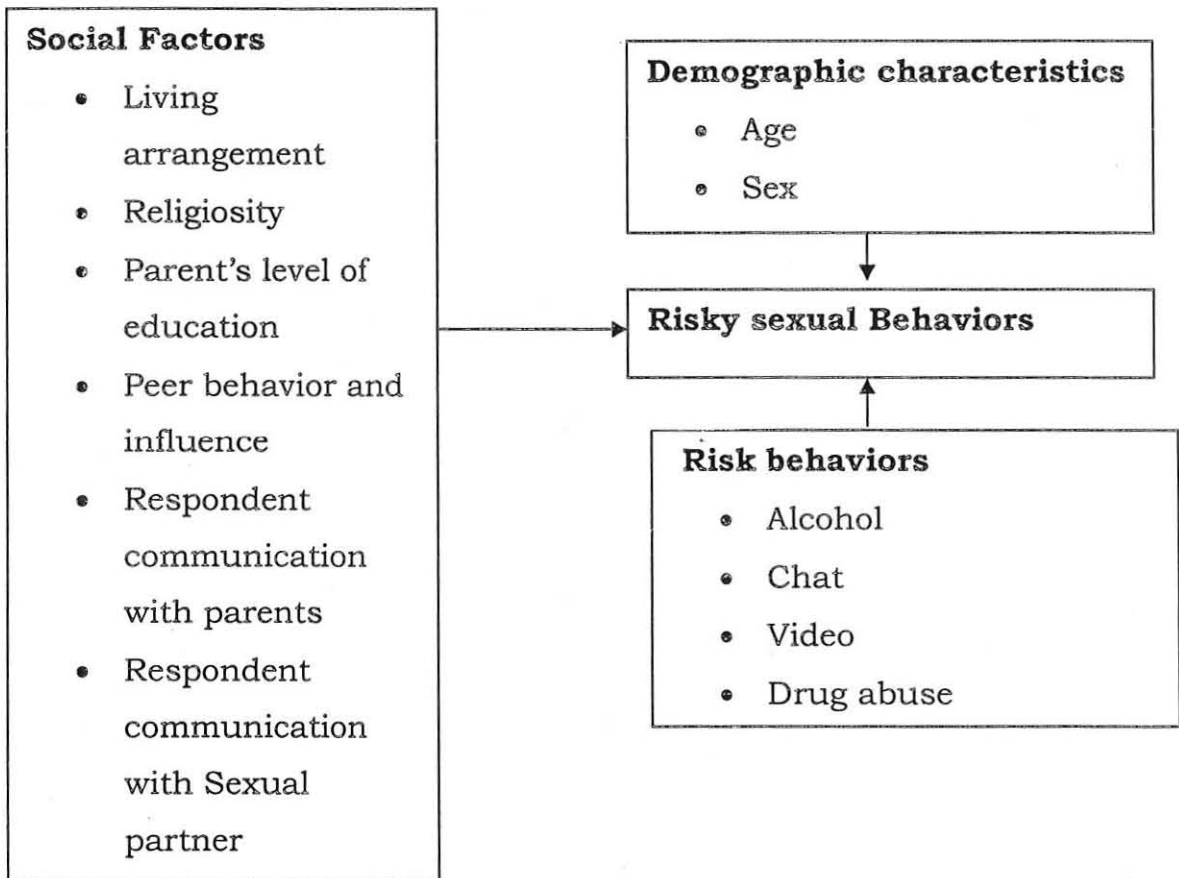 Social Factors
• Living
arrangement
• Religiosity
• Parent's level of
education
• Peer behavior and
influence
• Respondent
communication
with parents
• Respondent
communication
with Sexual
partner
Demographic characteristics
• Age
• Sex
Risky sexual Behaviors
Risk behaviors
• Alcohol
• Chat
• Video
• Drug abuse